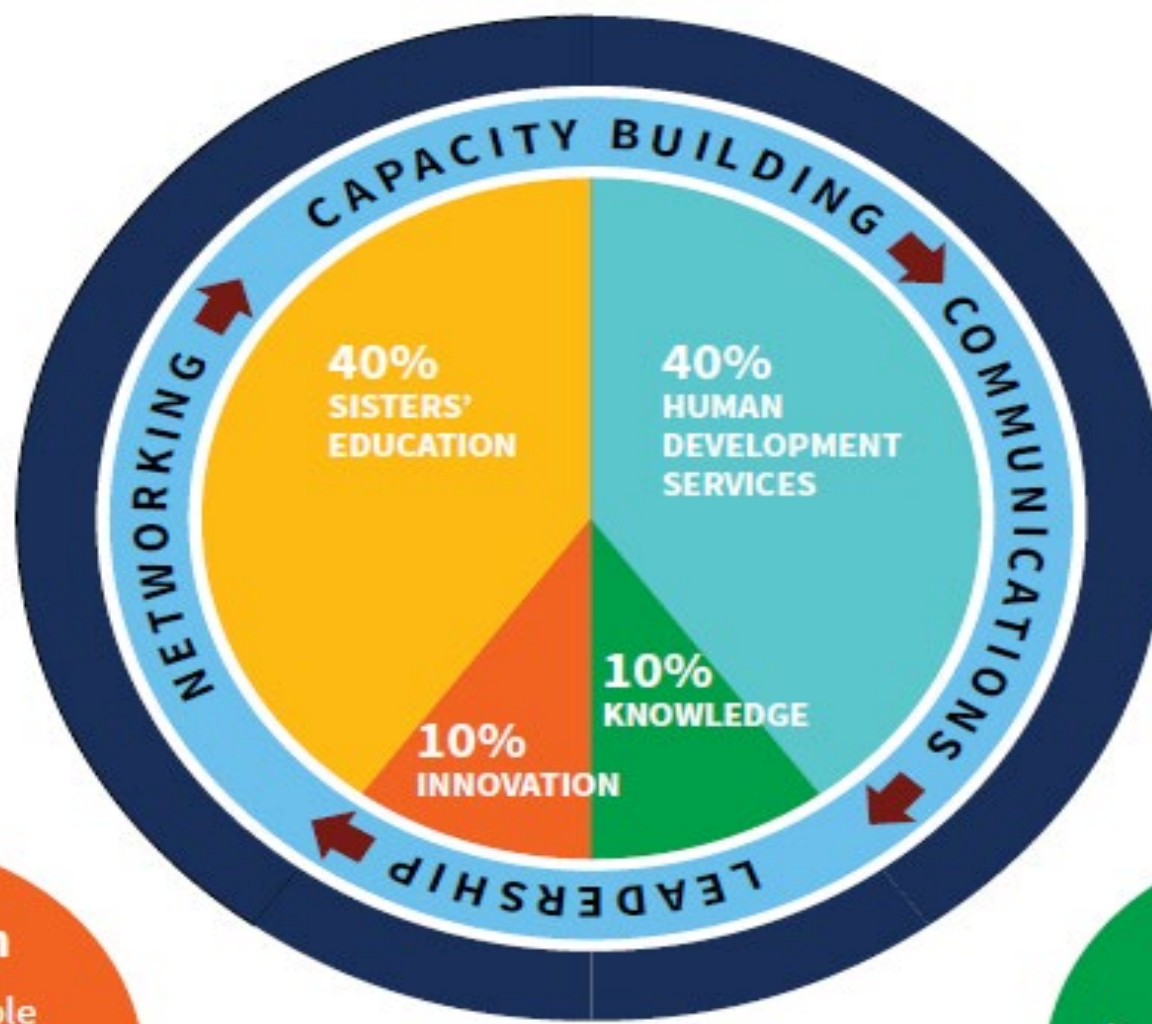 CAPACITY BUILDING
COMMUNICATIONS
LEADERSHIP
NETWORKING
40%
SISTERS’
EDUCATION
40%
HUMAN
DEVELOPMENT
SERVICES
10%
KNOWLEDGE
10%
INNOVATION